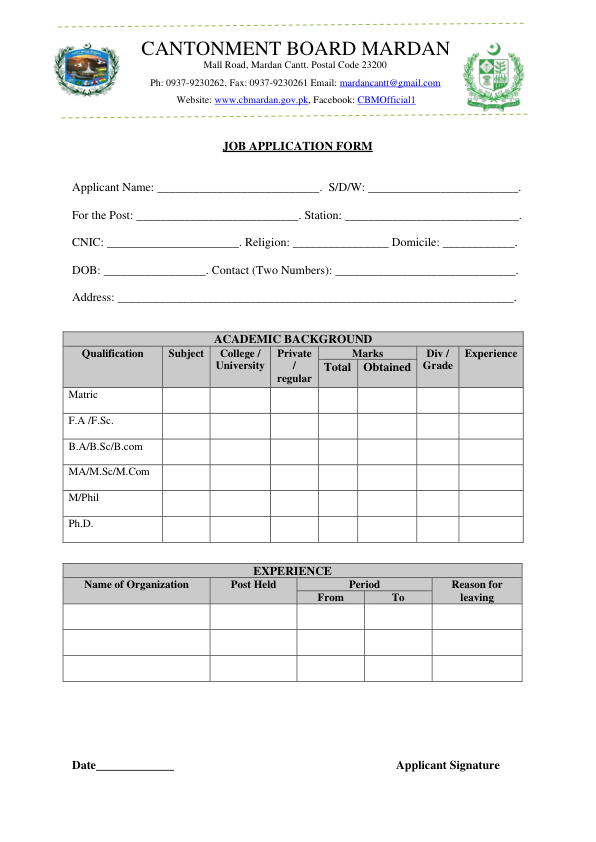 CANTONMENT BOARD MARDAN
Mall Road, Mardan Cantt. Postal Code 23200
Ph: 0937-9230262, Fax: 0937-9230261 Email: mardancantt@gmail.com
Website: www.cbmardan.gov.pk, Facebook: CBMOfficial1
JOB APPLICATION FORM
Applicant Name: ___________________________. S/D/W: _________________________.
For the Post: ___________________________. Station: _____________________________.
CNIC: ______________________. Religion: ________________ Domicile: ____________.
DOB: _________________. Contact (Two Numbers): ______________________________.
Address: __________________________________________________________________.
ACADEMIC BACKGROUND
Qualification Subject College / University Private / regular Marks Div / Grade Experience
Total Obtained
Matric
F.A /F.Sc.
B.A/B.Sc/B.com
MA/M.Sc/M.Com
M/Phil
Ph.D.
EXPERIENCE
Name of Organization Post Held Period Reason for leaving
From To
Date_____________ Applicant Signature